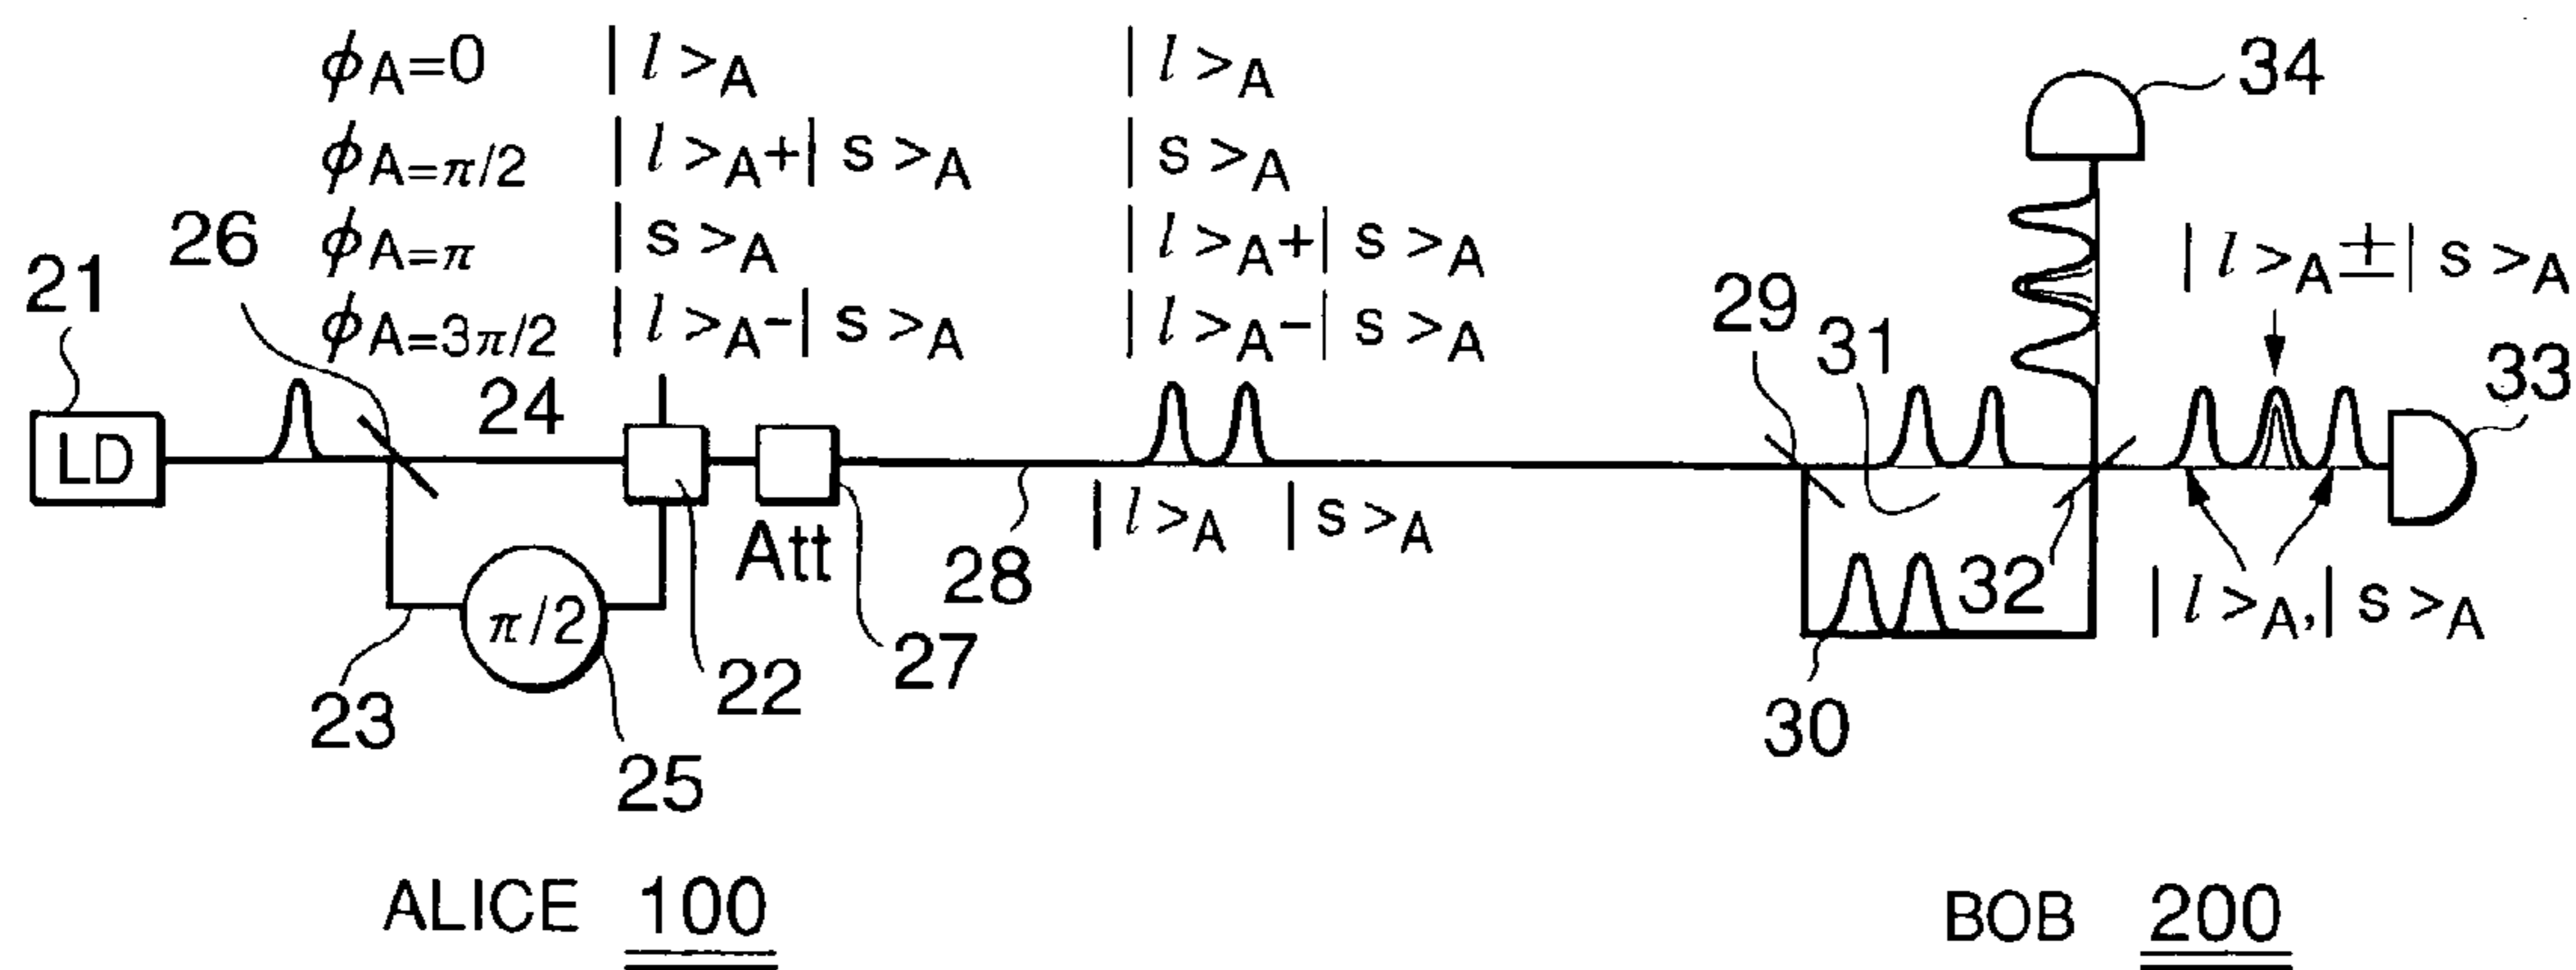 ϕA=0 | l >A | l >A 34
ϕA=π/2 | l >A+| s >A | s >A
26 ϕA=π | s >A | l >A+| s >A | l >A±| s >A
21 ϕA=3π/2 | l >A-| s >A | l >A-| s >A 29 31 33
24
LD
| l >A | s >A
Att 28 32 | l >A,| s >A
π/2
23 22 27 30
25
ALICE 100 BOB 200